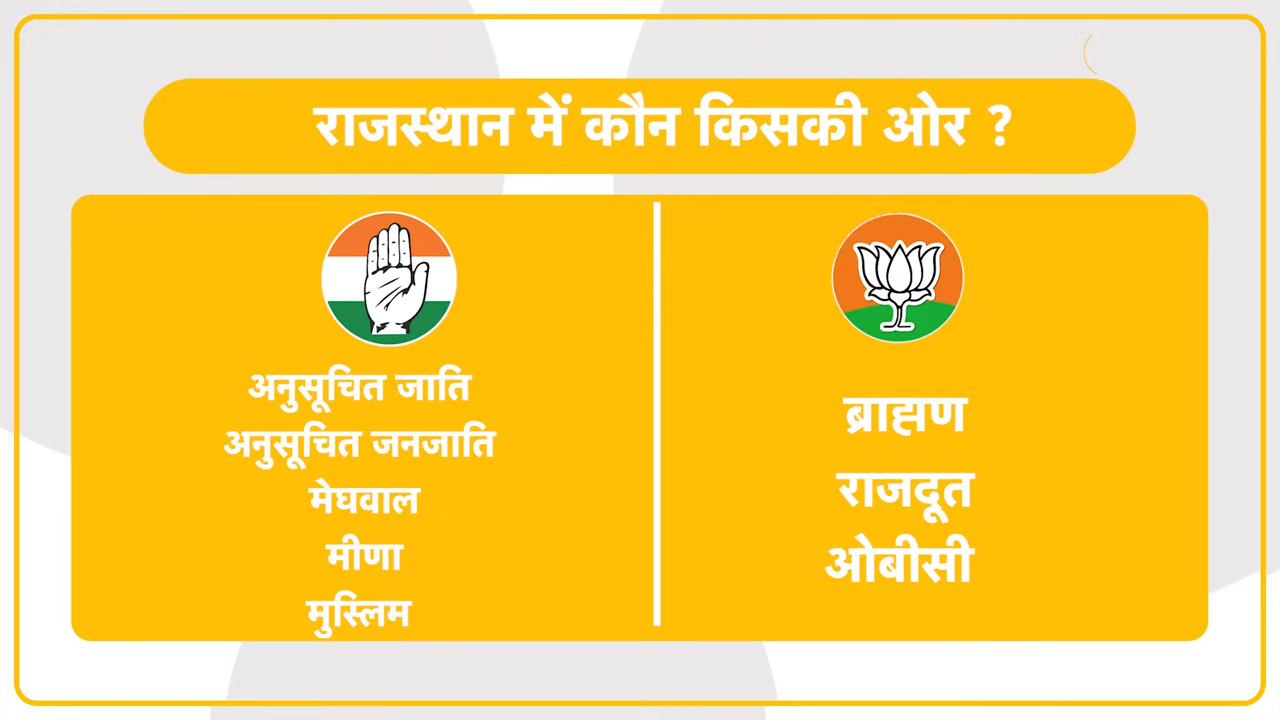 राजस्थान में कौन किसकी ओर ?
अनुसूचित जाति
अनुसूचित जनजाति
मेघवाल
मीणा
मुस्लिम
ब्राह्मण
राजदूत
ओबीसी